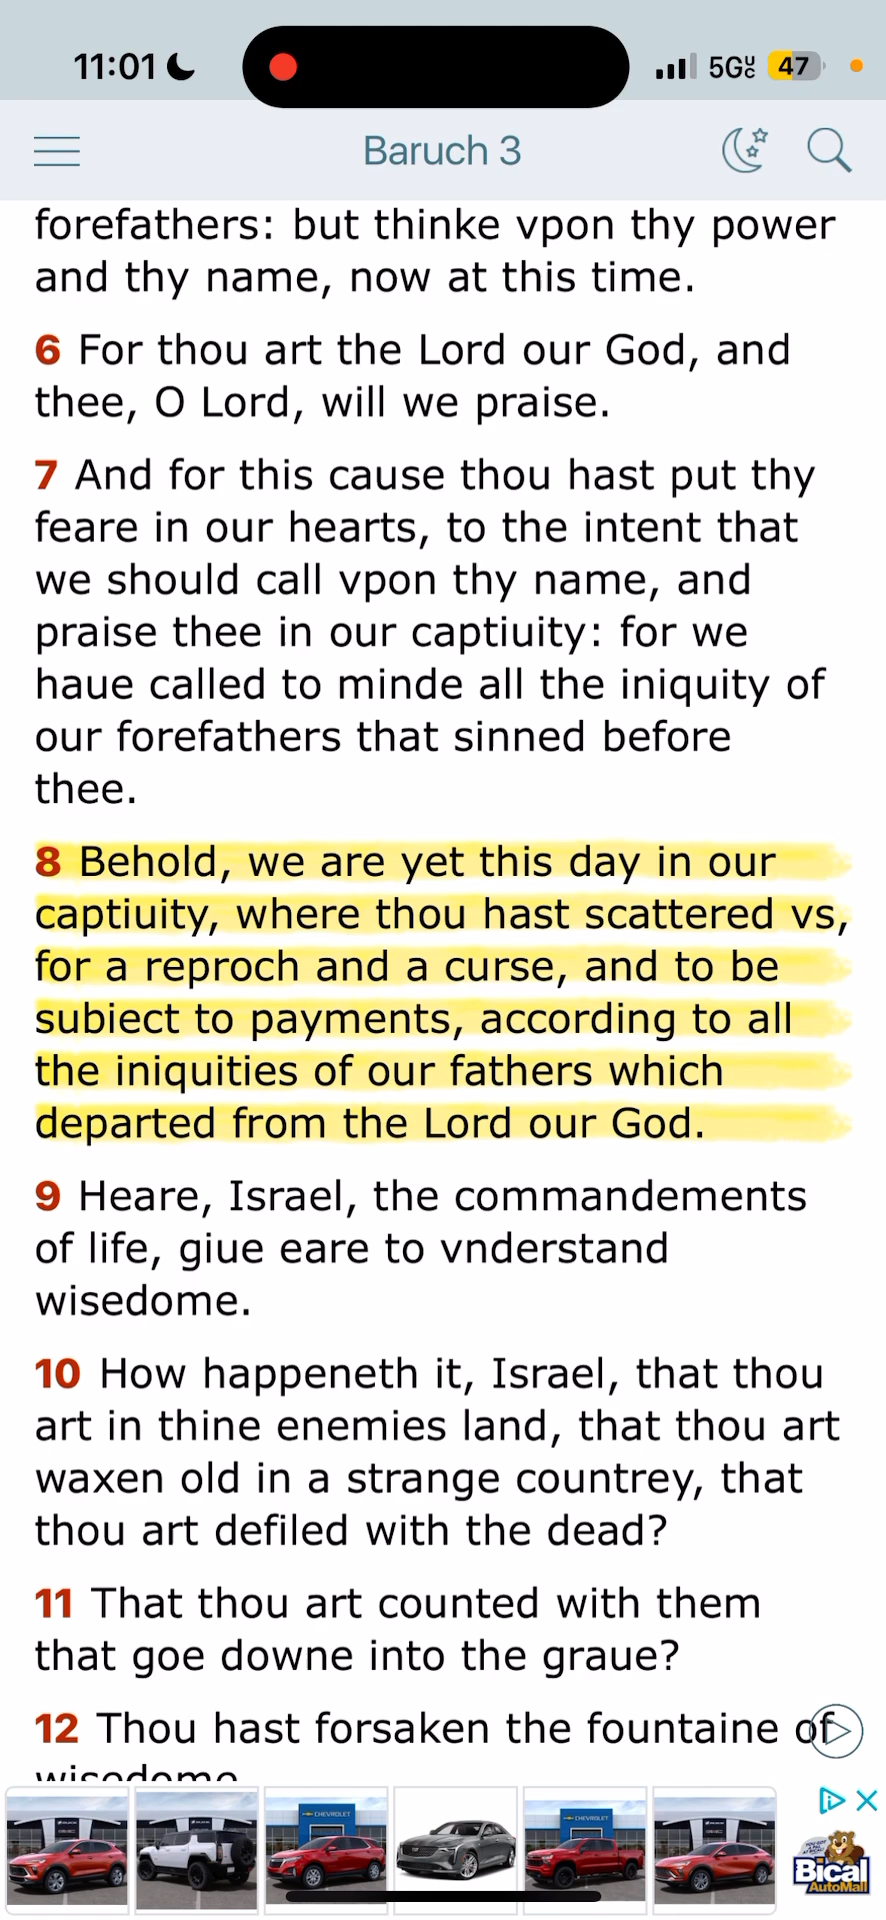 11:01
5GUC 47
Baruch 3
forefathers: but thinke vpon thy power
and thy name, now at this time.
6 For thou art the Lord our God, and
thee, O Lord, will we praise.
7 And for this cause thou hast put thy
feare in our hearts, to the intent that
we should call vpon thy name, and
praise thee in our captiuity: for we
haue called to minde all the iniquity of
our forefathers that sinned before
thee.
8 Behold, we are yet this day in our
captiuity, where thou hast scattered vs,
for a reproch and a curse, and to be
subiect to payments, according to all
the iniquities of our fathers which
departed from the Lord our God.
9 Heare, Israel, the commandements
of life, giue eare to vnderstand
wisedome.
10 How happeneth it, Israel, that thou
art in thine enemies land, that thou art
waxen old in a strange countrey, that
thou art defiled with the dead?
11 That thou art counted with them
that goe downe into the graue?
12 Thou hast forsaken the fountaine of
wisedome
CHEVROLET
CHEVROLET
Bical
AutoMall